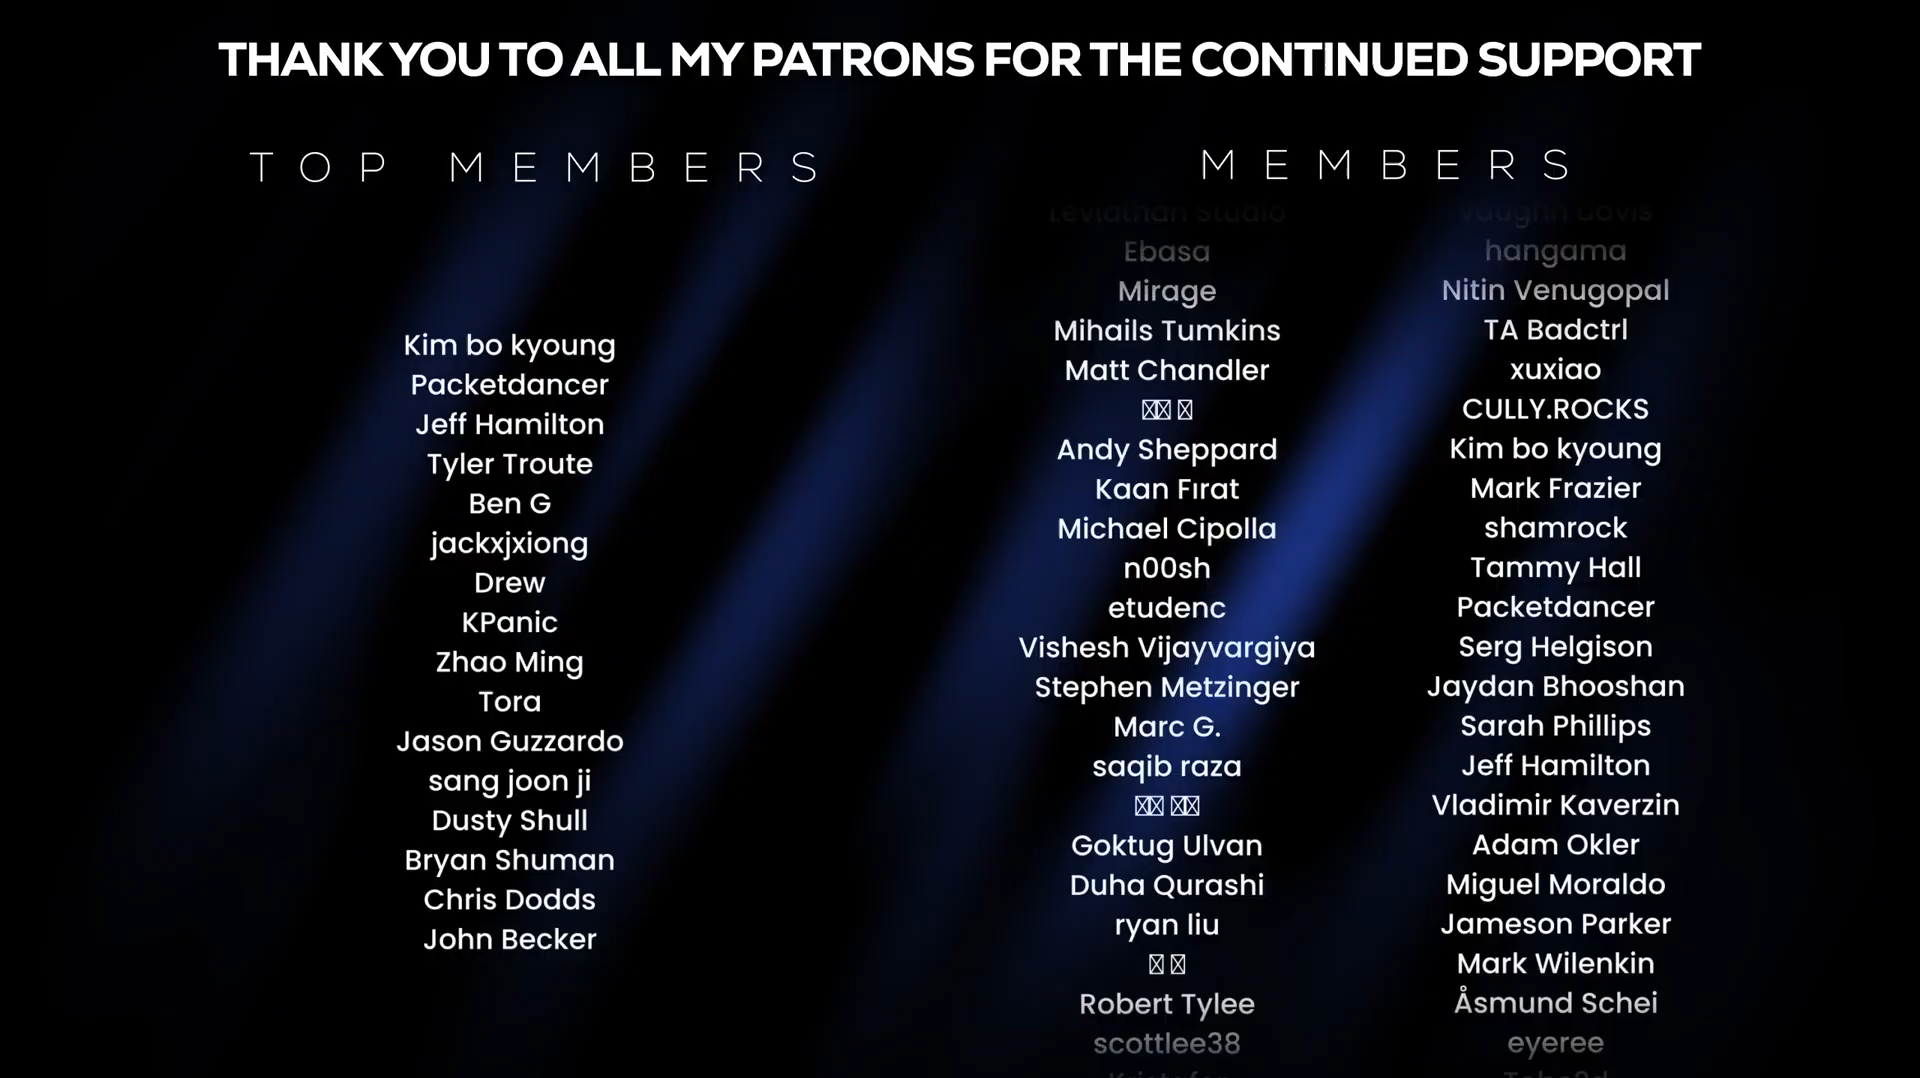 THANK YOU TO ALL MY PATRONS FOR THE CONTINUED SUPPORT
TOP MEMBERS
Kim bo kyoung
Packetdancer
Jeff Hamilton
Tyler Troute
Ben G
jackxjxiong
Drew
KPanic
Zhao Ming
Tora
Jason Guzzardo
sang joon ji
Dusty Shull
Bryan Shuman
Chris Dodds
John Becker
MEMBERS
Leviathan Studio
Ebasa
Mirage
Mihails Tumkins
Matt Chandler
Andy Sheppard
Kaan Fırat
Michael Cipolla
n00sh
etudenc
Vishesh Vijayvargiya
Stephen Metzinger
Marc G.
saqib raza
Goktug Ulvan
Duha Qurashi
ryan liu
Robert Tylee
scottlee38
vaughn davis
hangama
Nitin Venugopal
TA Badctrl
xuxiao
CULLY.ROCKS
Kim bo kyoung
Mark Frazier
shamrock
Tammy Hall
Packetdancer
Serg Helgison
Jaydan Bhooshan
Sarah Phillips
Jeff Hamilton
Vladimir Kaverzin
Adam Okler
Miguel Moraldo
Jameson Parker
Mark Wilenkin
Åsmund Schei
eyeree